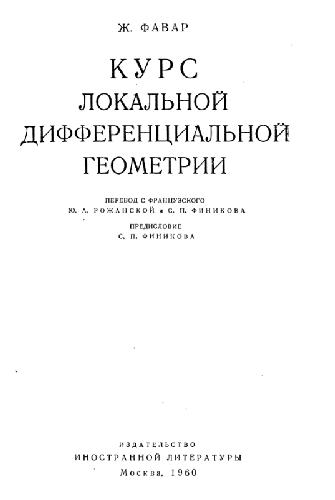 Ж. ФАВАР
КУРС
ЛОКАЛЬНОЙ
ДИФФЕРЕНЦИАЛЬНОЙ
ГЕОМЕТРИИ
ПЕРЕВОД С ФРАНЦУЗСКОГО
Ю. А. РОЖАНСКОЙ и С. П. ФИНИКОВА
ПРЕДИСЛОВИЕ
С. П. ФИНИКОВА
ИЗДАТЕЛЬСТВО
ИНОСТРАННОЙ ЛИТЕРАТУРЫ
Москва, 1960